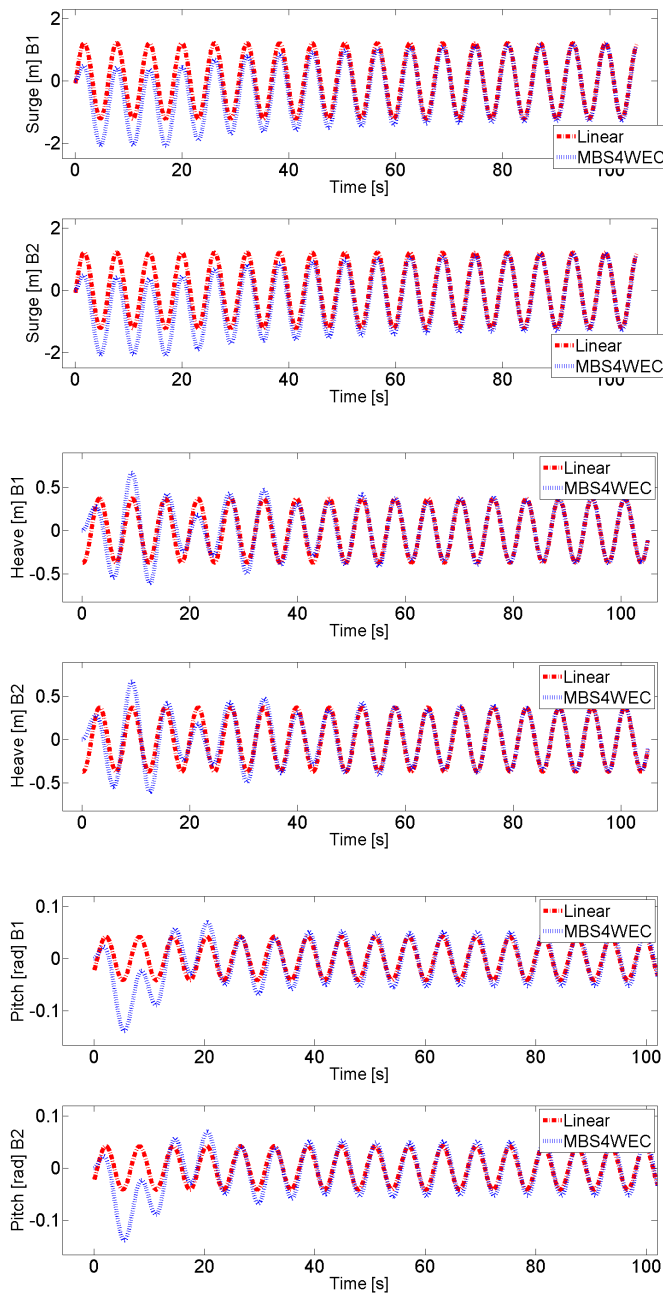 Surge [m] B1
2
0
-2
0 20 40 60 80 100
Time [s]
Linear
MBS4WEC
Surge [m] B2
2
0
-2
0 20 40 60 80 100
Time [s]
Linear
MBS4WEC
Heave [m] B1
0.5
0
-0.5
0 20 40 60 80 100
Time [s]
Linear
MBS4WEC
Heave [m] B2
0.5
0
-0.5
0 20 40 60 80 100
Time [s]
Linear
MBS4WEC
Pitch [rad] B1
0.1
0
-0.1
0 20 40 60 80 100
Time [s]
Linear
MBS4WEC
Pitch [rad] B2
0.1
0
-0.1
0 20 40 60 80 100
Time [s]
Linear
MBS4WEC